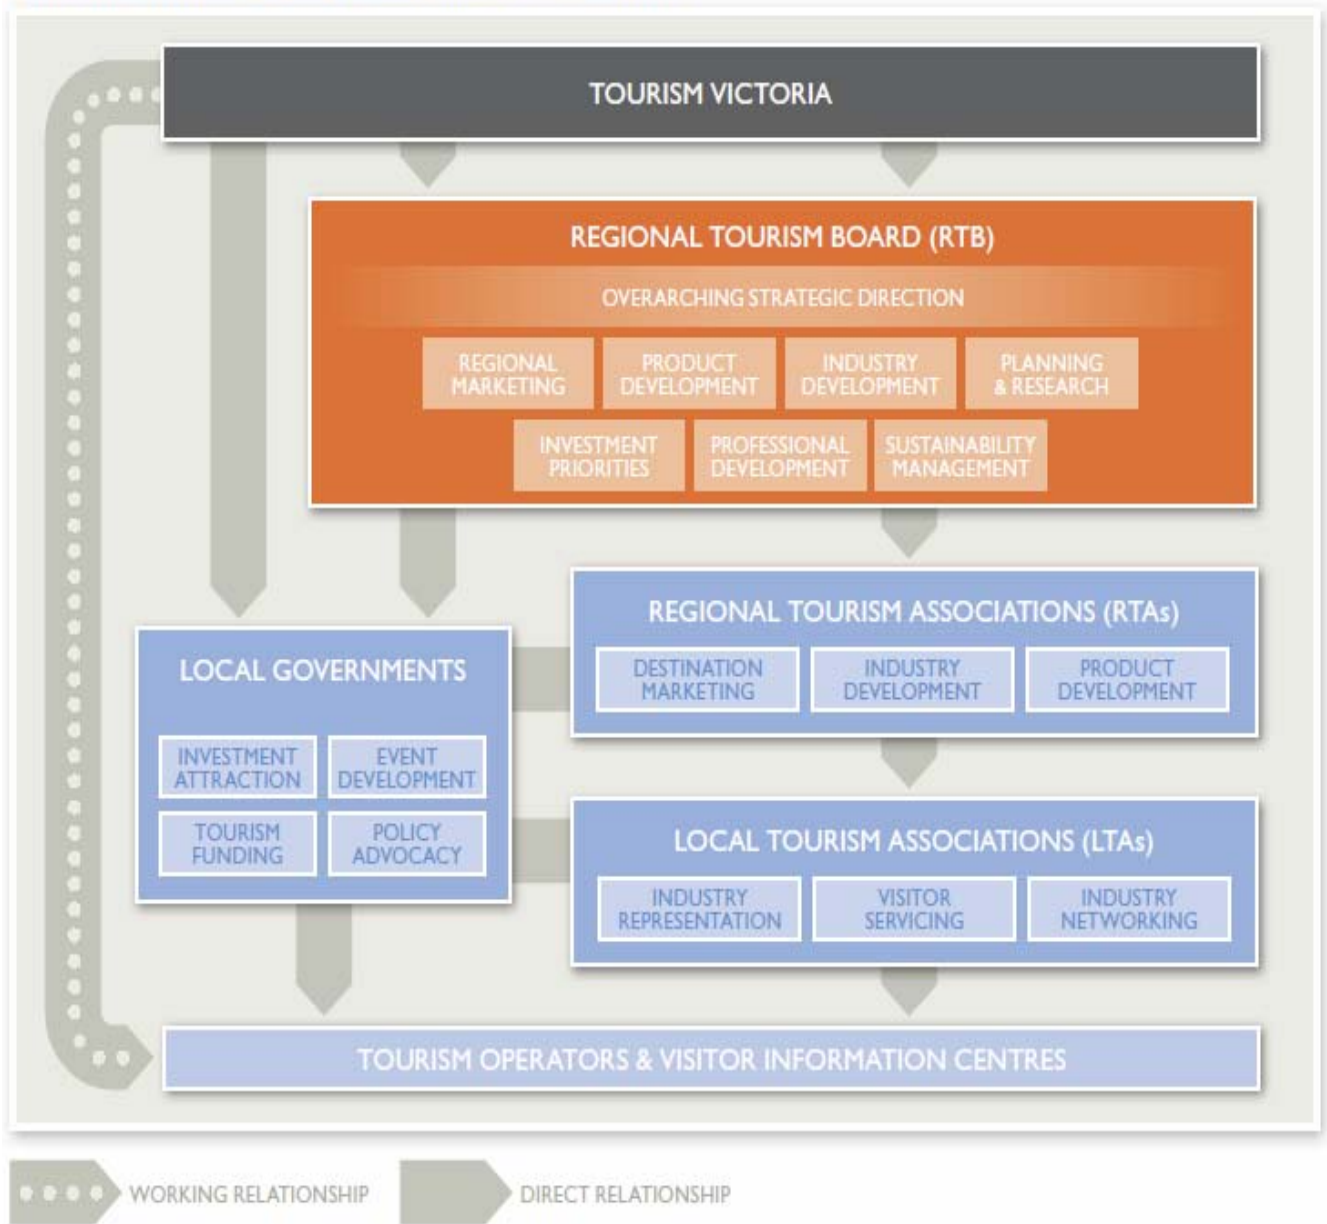 TOURISM VICTORIA
REGIONAL TOURISM BOARD (RTB)
OVERARCHING STRATEGIC DIRECTION
REGIONAL
MARKETING
PRODUCT
DEVELOPMENT
INDUSTRY
DEVELOPMENT
PLANNING
& RESEARCH
INVESTMENT
PRIORITIES
PROFESSIONAL
DEVELOPMENT
SUSTAINABILITY
MANAGEMENT
LOCAL GOVERNMENTS
INVESTMENT
ATTRACTION
EVENT
DEVELOPMENT
TOURISM
FUNDING
POLICY
ADVOCACY
REGIONAL TOURISM ASSOCIATIONS (RTAs)
DESTINATION
MARKETING
INDUSTRY
DEVELOPMENT
PRODUCT
DEVELOPMENT
LOCAL TOURISM ASSOCIATIONS (LTAs)
INDUSTRY
REPRESENTATION
VISITOR
SERVICING
INDUSTRY
NETWORKING
TOURISM OPERATORS & VISITOR INFORMATION CENTRES
WORKING RELATIONSHIP
DIRECT RELATIONSHIP